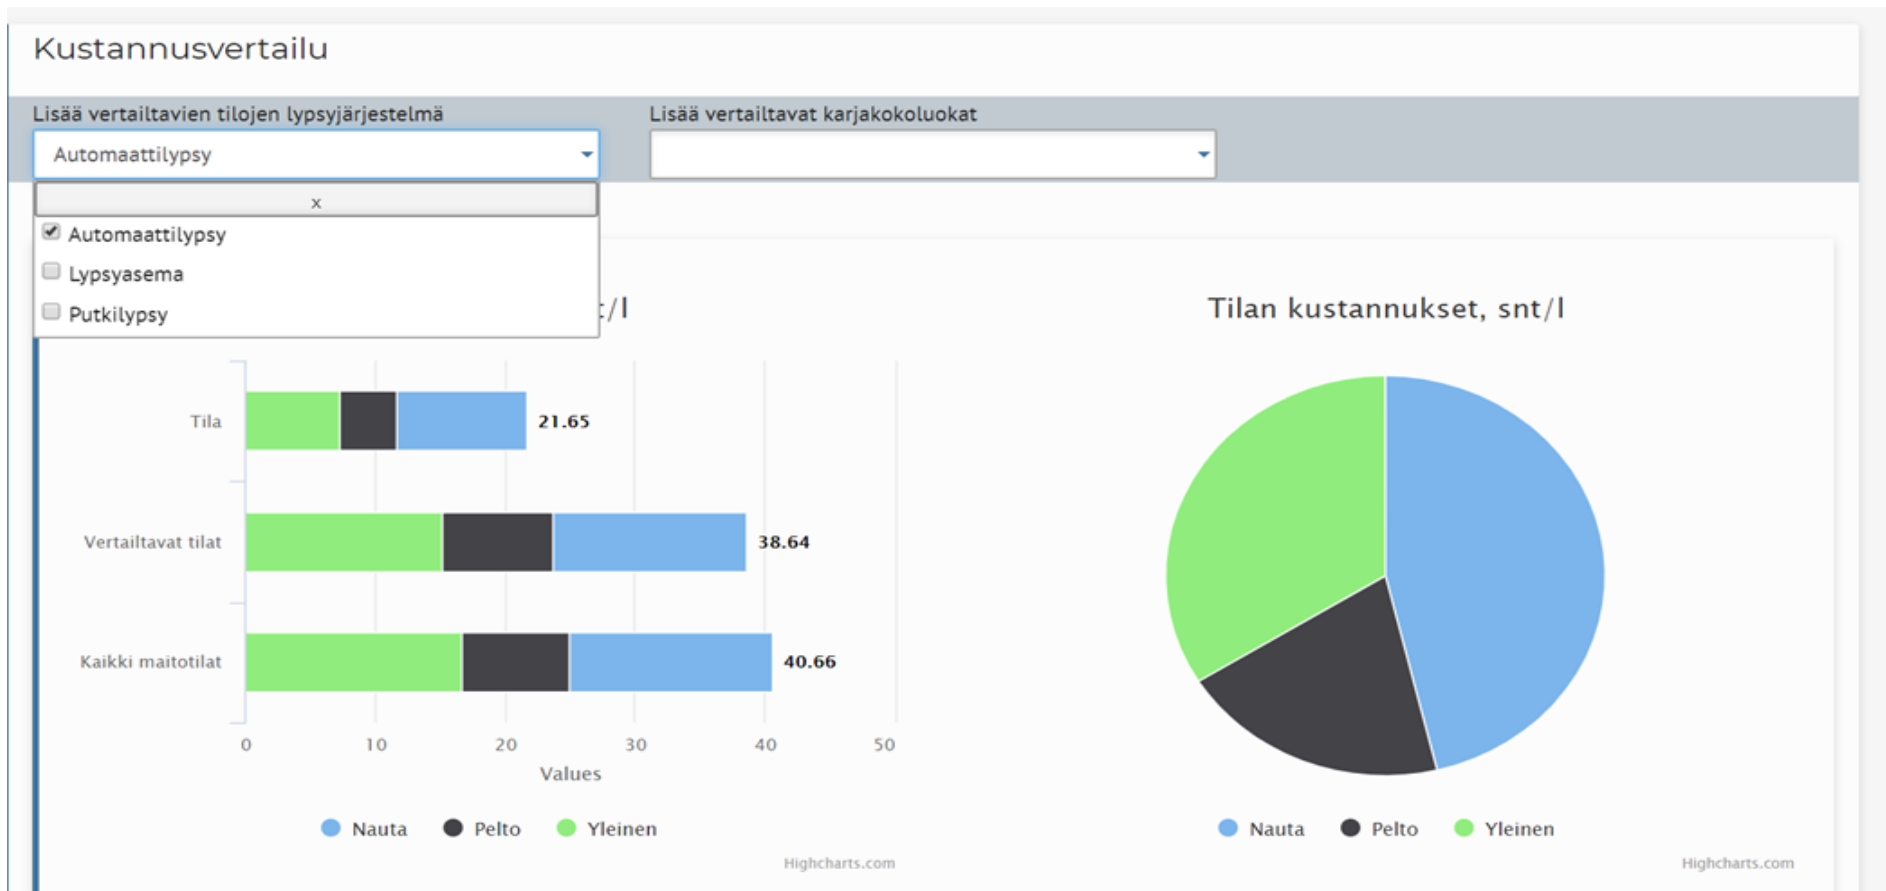 Kustannusvertailu
Lisää vertailtavien tilojen lypsyjärjestelmä
Lisää vertailtavat karjakokoluokat
Automaattilypsy
x
Automaattilypsy
Lypsyasema
Putkilypsy
/l
Tila
21.65
Vertailtavat tilat
38.64
Kaikki maitotilat
40.66
0 10 20 30 40 50
Values
Nauta Pelto Yleinen
Highcharts.com
Tilan kustannukset, snt/l
Nauta Pelto Yleinen
Highcharts.com